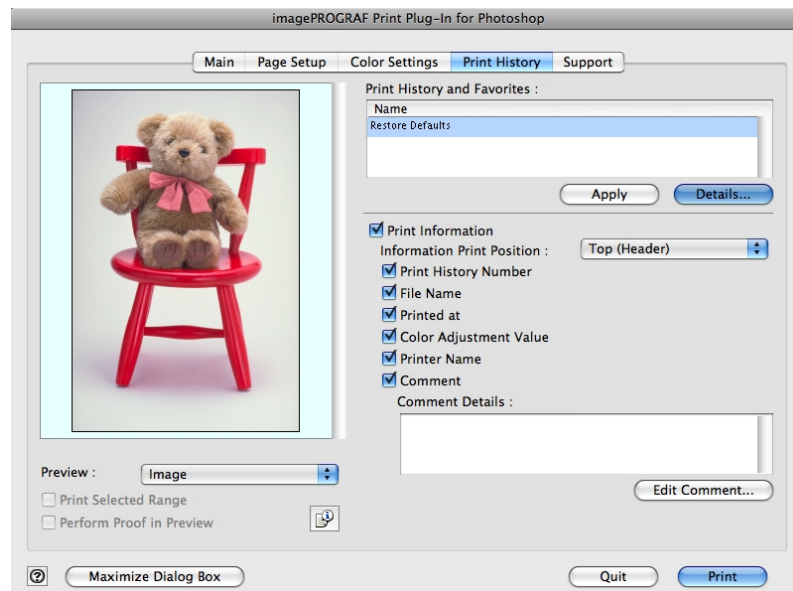 imagePROGRAF Print Plug-In for Photoshop
Main Page Setup Color Settings Print History Support
Print History and Favorites :
Name
Restore Defaults
Apply Details...
Print Information
Information Print Position : Top (Header)
Print History Number
File Name
Printed at
Color Adjustment Value
Printer Name
Comment
Comment Details :
Edit Comment...
Preview : Image
Print Selected Range
Perform Proof in Preview
? Maximize Dialog Box Quit Print